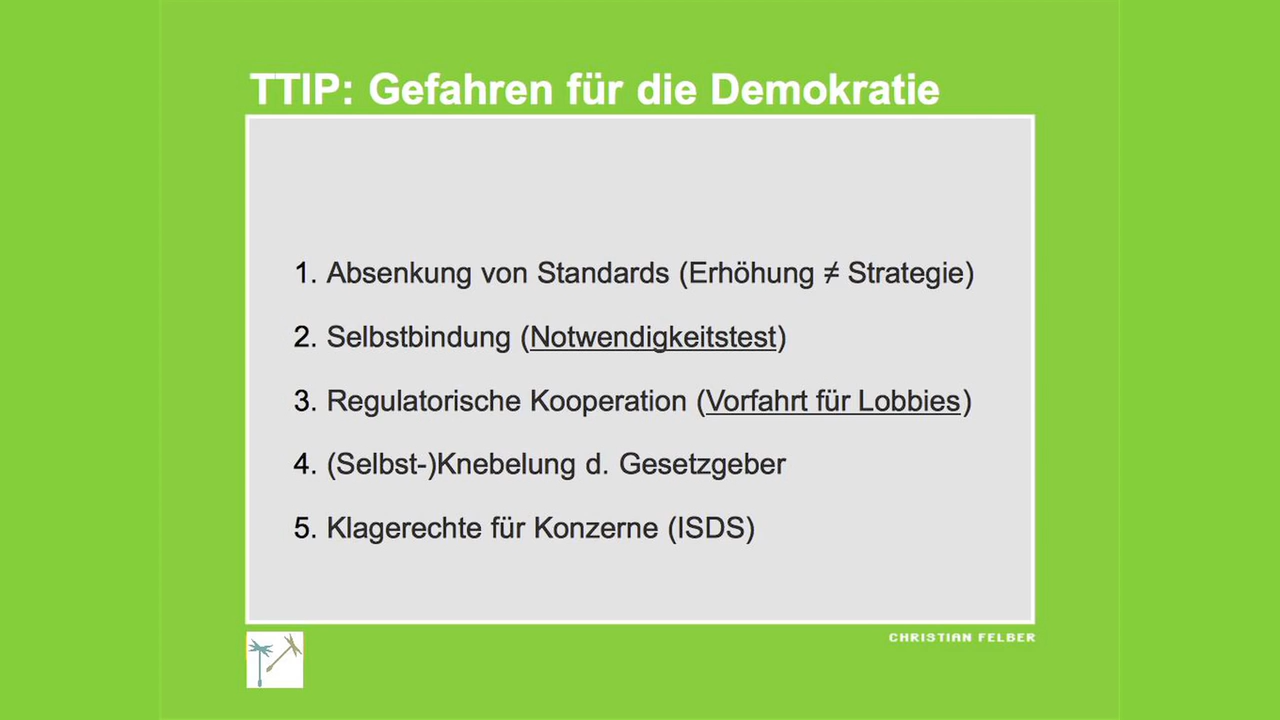 TTIP: Gefahren für die Demokratie
1. Absenkung von Standards (Erhöhung ≠ Strategie)
2. Selbstbindung (Notwendigkeitstest)
3. Regulatorische Kooperation (Vorfahrt für Lobbies)
4. (Selbst-)Knebelung d. Gesetzgeber
5. Klagerechte für Konzerne (ISDS)
CHRISTIAN FELBER